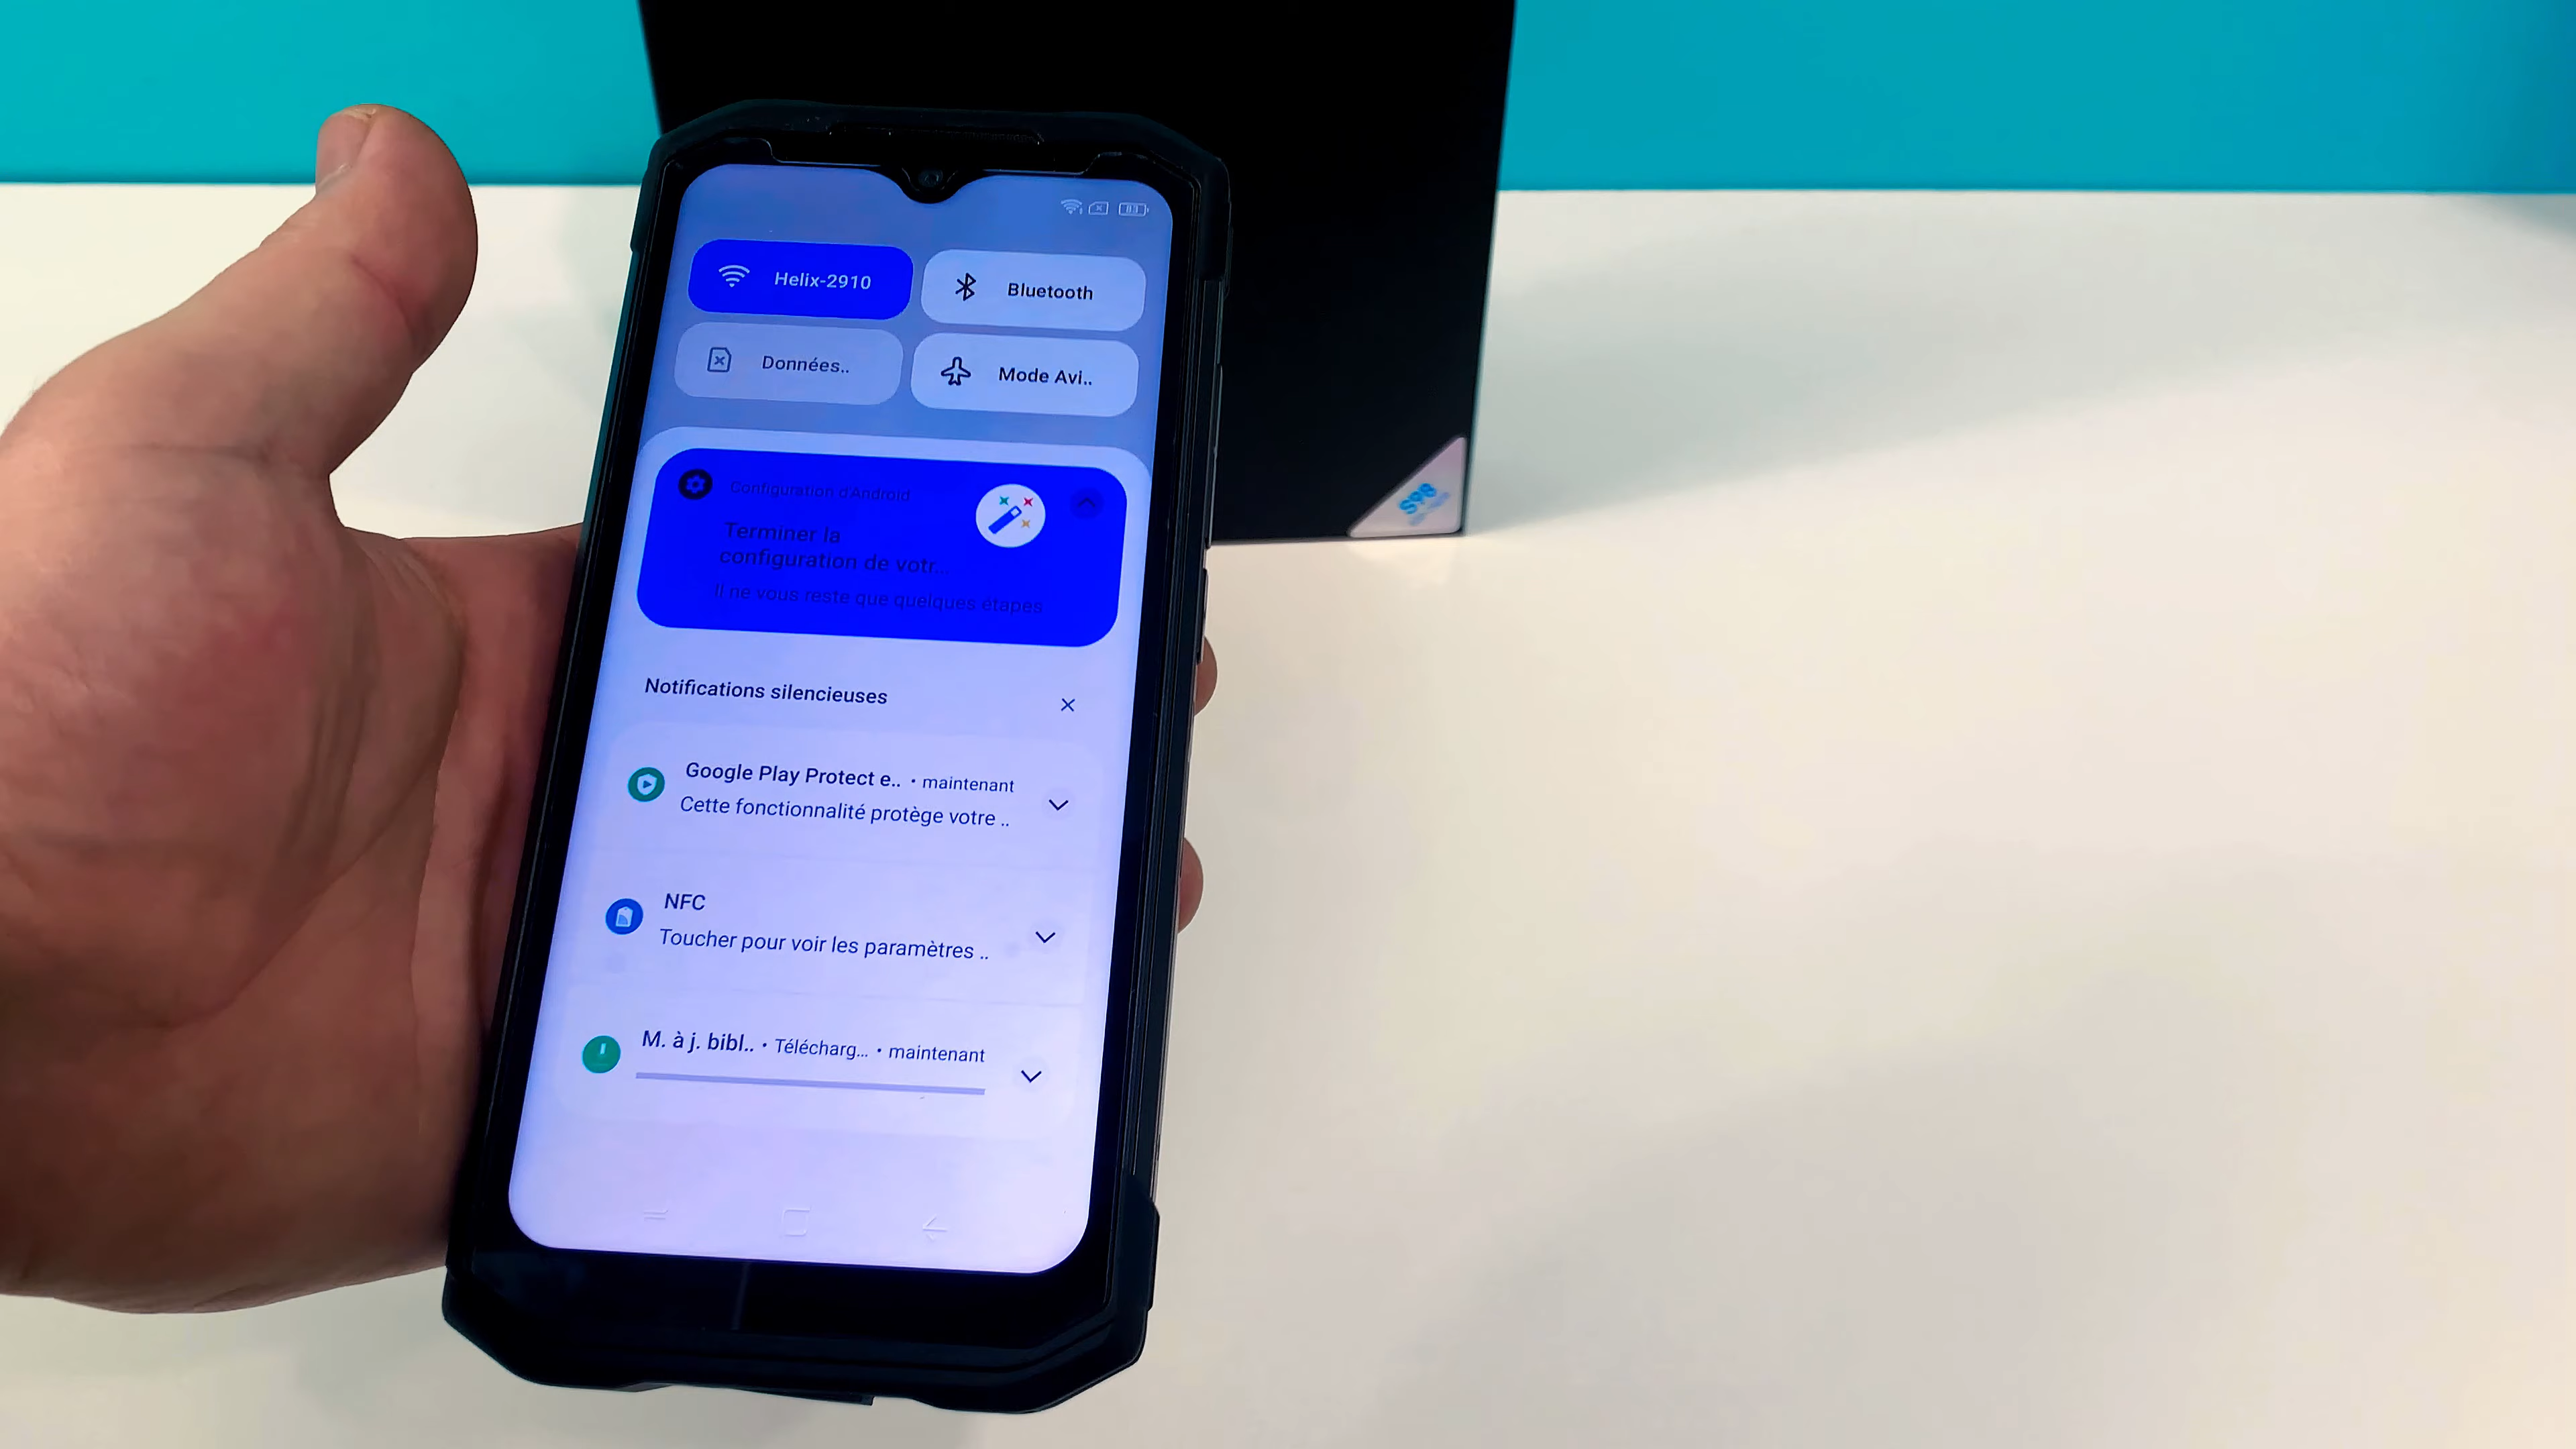 83
Helix-2910
Bluetooth
Données..
Mode Avi..
Configuration d'Android
Terminer la
configuration de votr...
Il ne vous reste que quelques étapes
Notifications silencieuses
Google Play Protect e.. • maintenant
Cette fonctionnalité protège votre ..
NFC
Toucher pour voir les paramètres ..
M. à j. bibl.. • Télécharg... • maintenant
S98